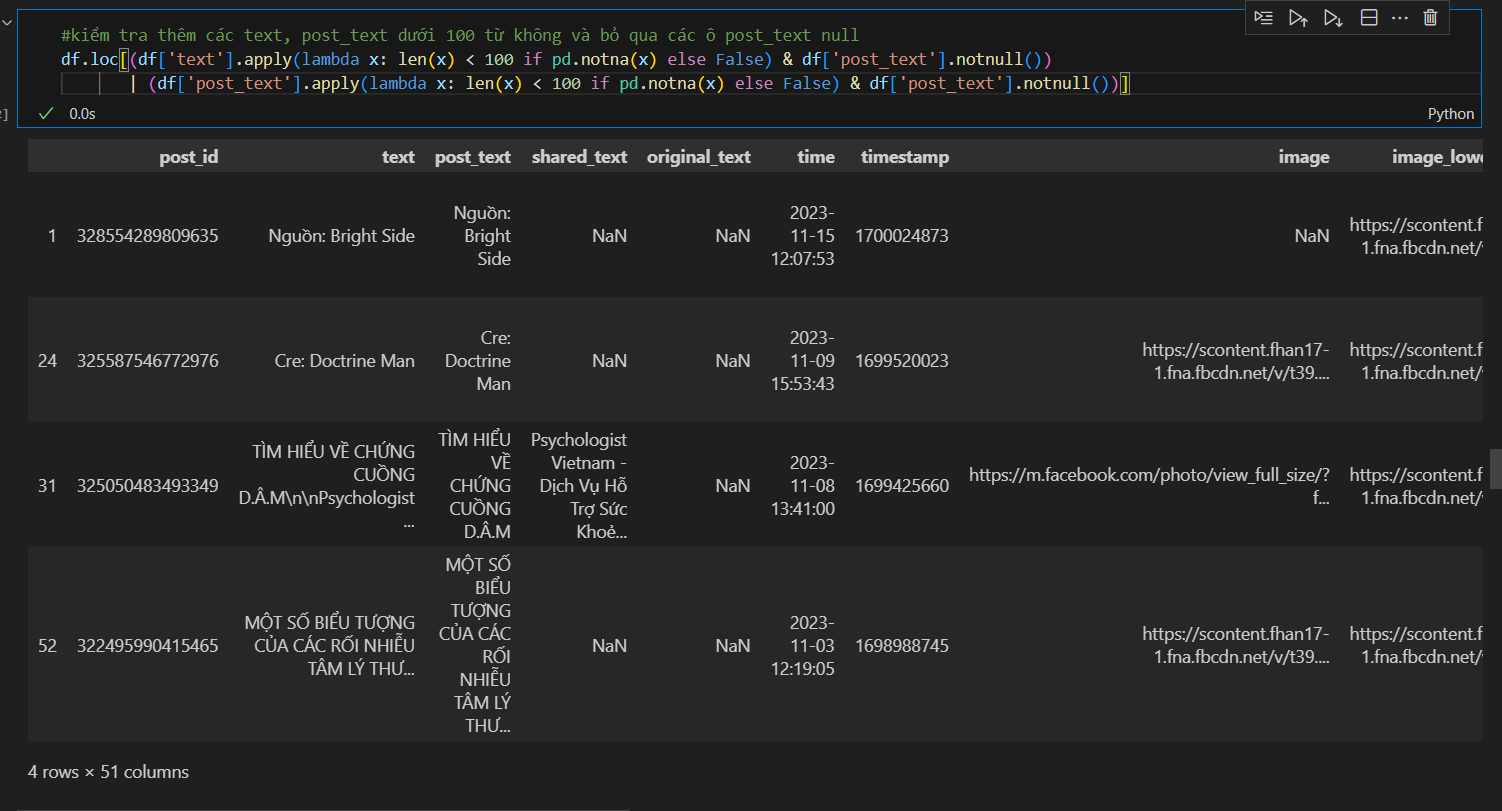 #kiểm tra thêm các text, post_text dưới 100 từ không và bỏ qua các ô post_text null
df.loc[(df['text'].apply(lambda x: len(x) < 100 if pd.notna(x) else False) & df['post_text'].notnull())
| (df['post_text'].apply(lambda x: len(x) < 100 if pd.notna(x) else False) & df['post_text'].notnull())]
0.0s
Python
post_id text post_text shared_text original_text time timestamp image image_lowe
1 328554289809635 Nguồn: Bright Side
Nguồn:
Bright
Side
NaN NaN
2023-
11-15
12:07:53
1700024873 NaN
https://scontent.f
1.fna.fbcdn.net/
24 325587546772976 Cre: Doctrine Man
Cre:
Doctrine
Man
NaN NaN
2023-
11-09
15:53:43
1699520023
https://scontent.fhan17-
1.fna.fbcdn.net/v/t39....
https://scontent.f
1.fna.fbcdn.net/
31 325050483493349
TÌM HIỂU VỀ CHỨNG
CUỒNG
D.Â.M\n\nPsychologist
...
TÌM HIỂU
VỀ
CHỨNG
CUỒNG
D.Â.M
Psychologist
Vietnam -
Dịch Vụ Hỗ
Trợ Sức
Khoẻ...
NaN
2023-
11-08
13:41:00
1699425660
https://m.facebook.com/photo/view_full_size/?
f...
https://scontent.f
1.fna.fbcdn.net/
52 322495990415465
MỘT SỐ BIỂU TƯỢNG
CỦA CÁC RỐI NHIỄU
TÂM LÝ THƯ...
MỘT SỐ
BIỂU
TƯỢNG
CỦA CÁC
RỐI
NHIỄU
TÂM LÝ
THƯ...
NaN NaN
2023-
11-03
12:19:05
1698988745
https://scontent.fhan17-
1.fna.fbcdn.net/v/t39....
https://scontent.f
1.fna.fbcdn.net/
4 rows × 51 columns